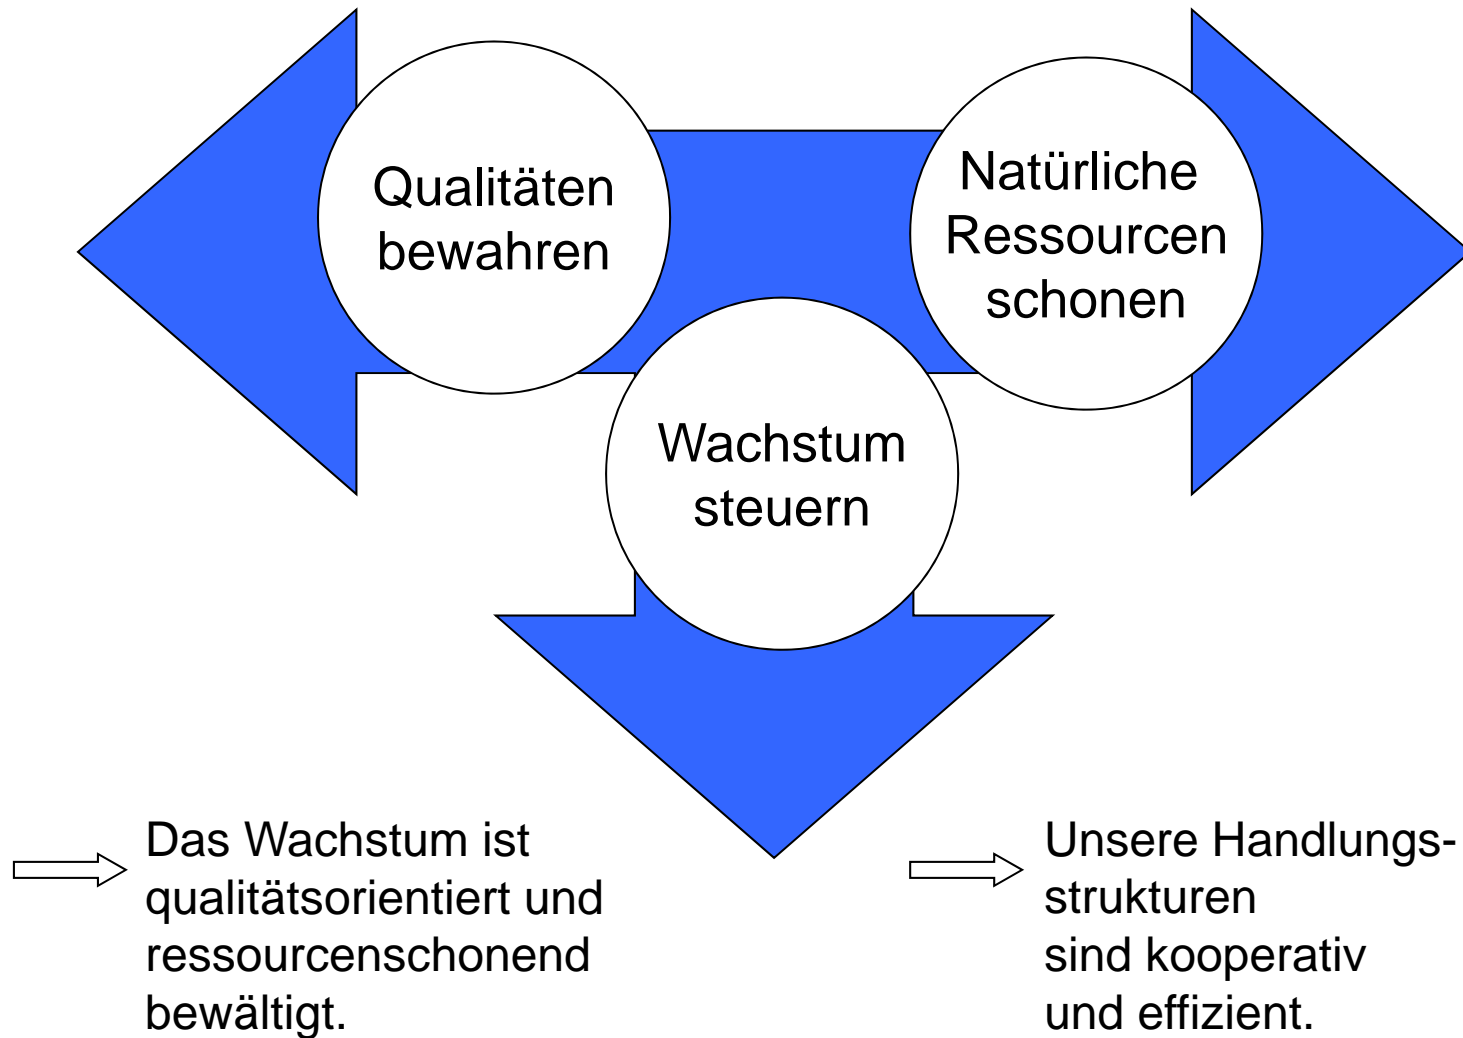 Qualitäten
bewahren
Natürliche
Ressourcen
schonen
Wachstum
steuern
Das Wachstum ist
qualitätsorientiert und
ressourcenschonend
bewältigt.
Unsere Handlungs-
strukturen
sind kooperativ
und effizient.